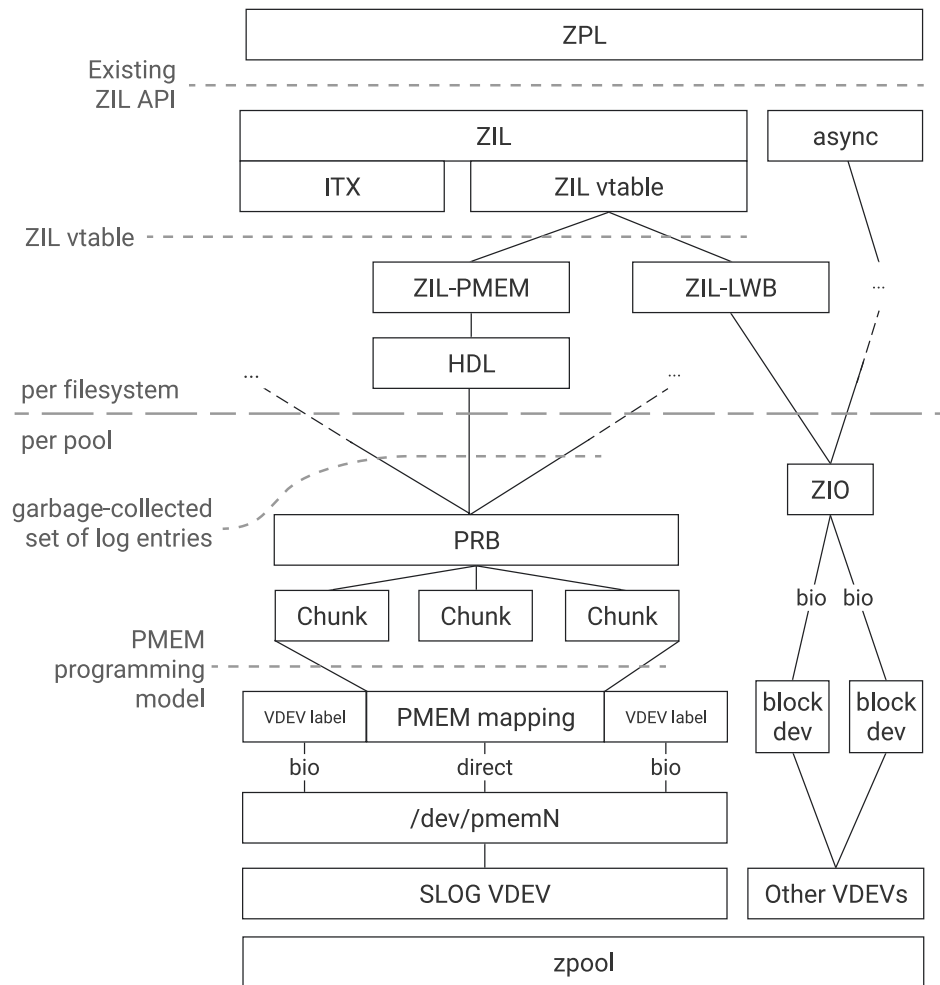 ZPL
Existing
ZIL API
ZIL
async
ITX
ZIL vtable
ZIL vtable
ZIL-PMEM
ZIL-LWB
...
HDL
...
...
per filesystem
per pool
garbage-collected
set of log entries
ZIO
PRB
Chunk
Chunk
Chunk
bio
bio
PMEM
programming
model
VDEV label
PMEM mapping
VDEV label
block
dev
block
dev
bio
direct
bio
/dev/pmemN
SLOG VDEV
Other VDEVs
zpool